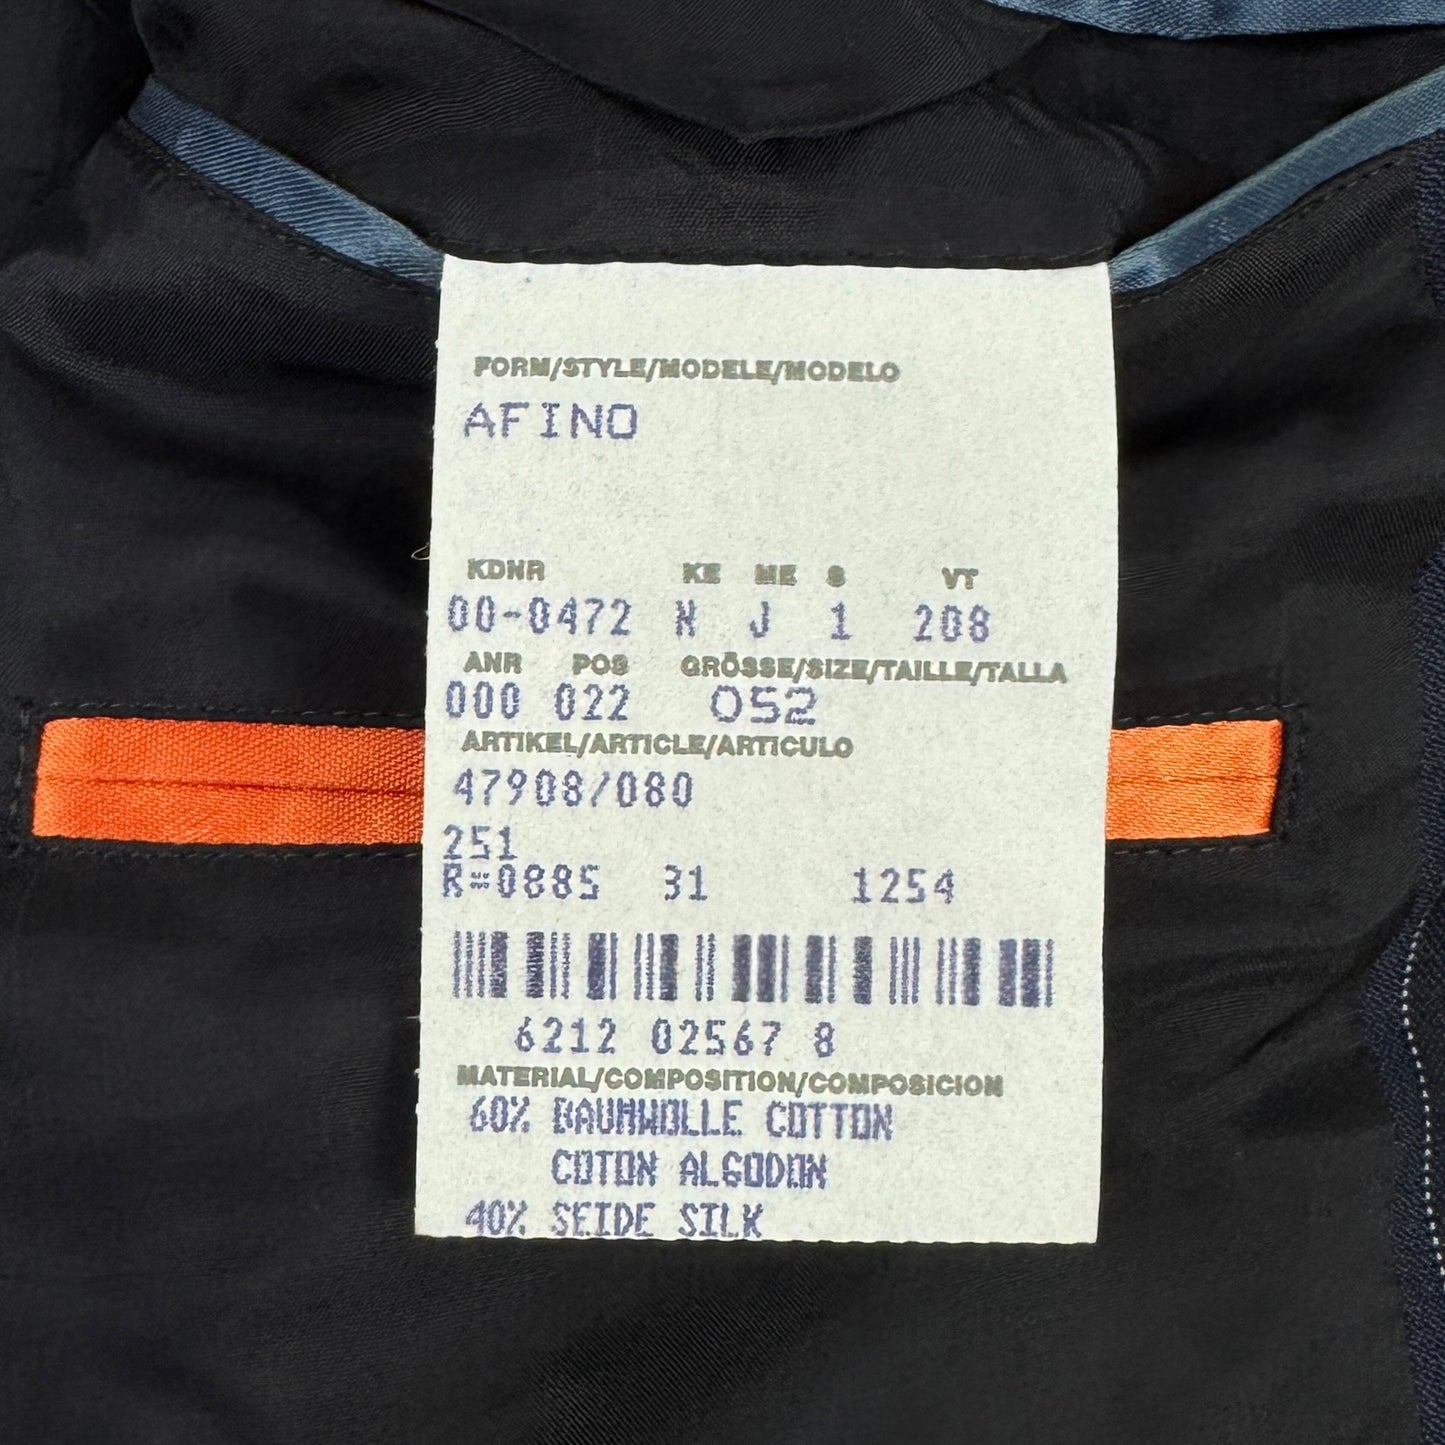 FORM/STYLE/MODELE/MODELO
AFINO
KDNR KE ME S VT
00-0472 N J 1 208
ANR POS GRÖSSE/SIZE/TAILLE/TALLA
000 022 052
ARTIKEL/ARTICLE/ARTICULO
47908/080
251
R=0885 31 1254
6212 02567 8
MATERIAL/COMPOSITION/COMPOSICION
60% BAUMWOLLE COTTON
COTON ALGODON
40% SEIDE SILK